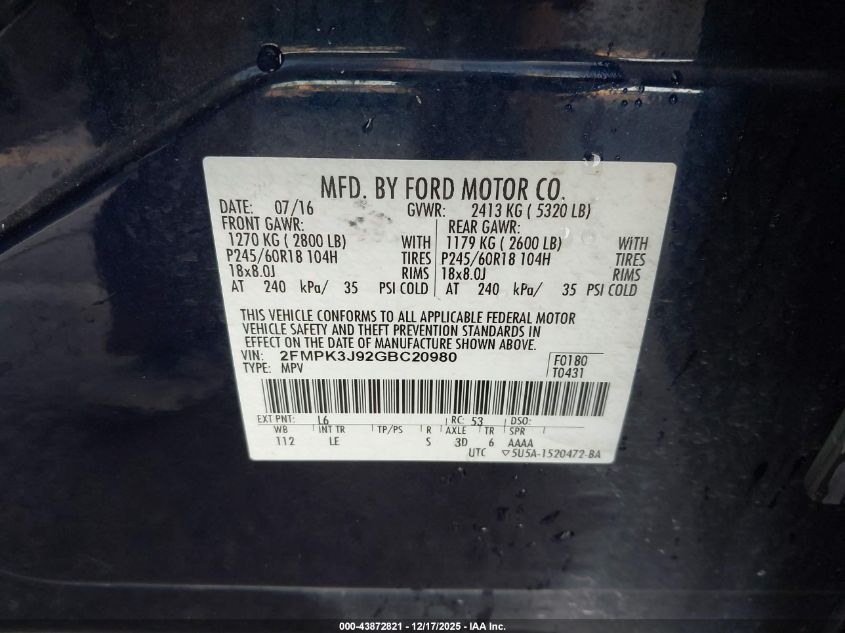 MFD. BY FORD MOTOR CO.
DATE: 07/16 GVWR: 2413 KG ( 5320 LB)
FRONT GAWR: REAR GAWR:
1270 KG ( 2800 LB) WITH 1179 KG ( 2600 LB) WITH
P245/60R18 104H TIRES P245/60R18 104H TIRES
18x8.0J RIMS 18x8.0J RIMS
AT 240 kPa/ 35 PSI COLD AT 240 kPa/ 35 PSI COLD
THIS VEHICLE CONFORMS TO ALL APPLICABLE FEDERAL MOTOR
VEHICLE SAFETY AND THEFT PREVENTION STANDARDS IN
EFFECT ON THE DATE OF MANUFACTURE SHOWN ABOVE.
VIN: 2FMPK3J92GBC20980 F0180
TYPE: MPV T0431
EXT PNT: L6 RC: 53 DSO:
WB INT TR TP/PS R AXLE TR SPR
112 LE S 3D 6 AAAA
UTC ▽5U5A-1520472-BA
000-43872821 - 12/17/2025 - IAA Inc.